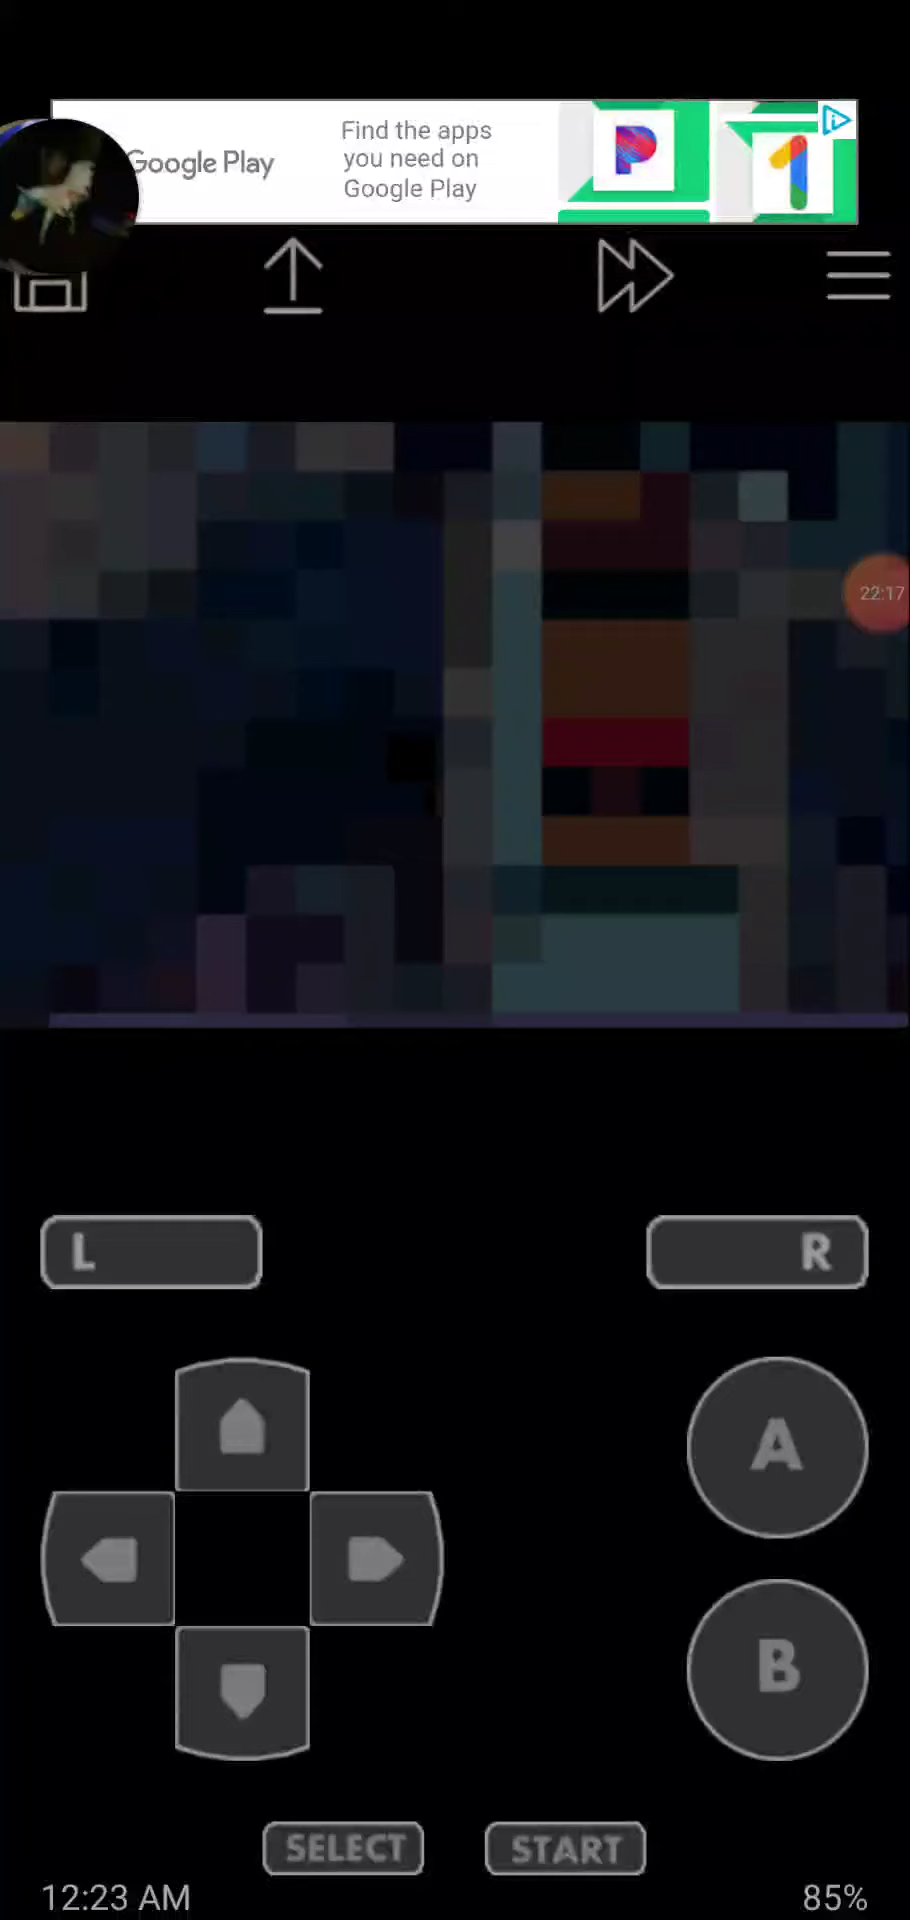 Google Play
Find the apps
you need on
Google Play
22:17
L
R
A
B
SELECT
START
12:23 AM
85%